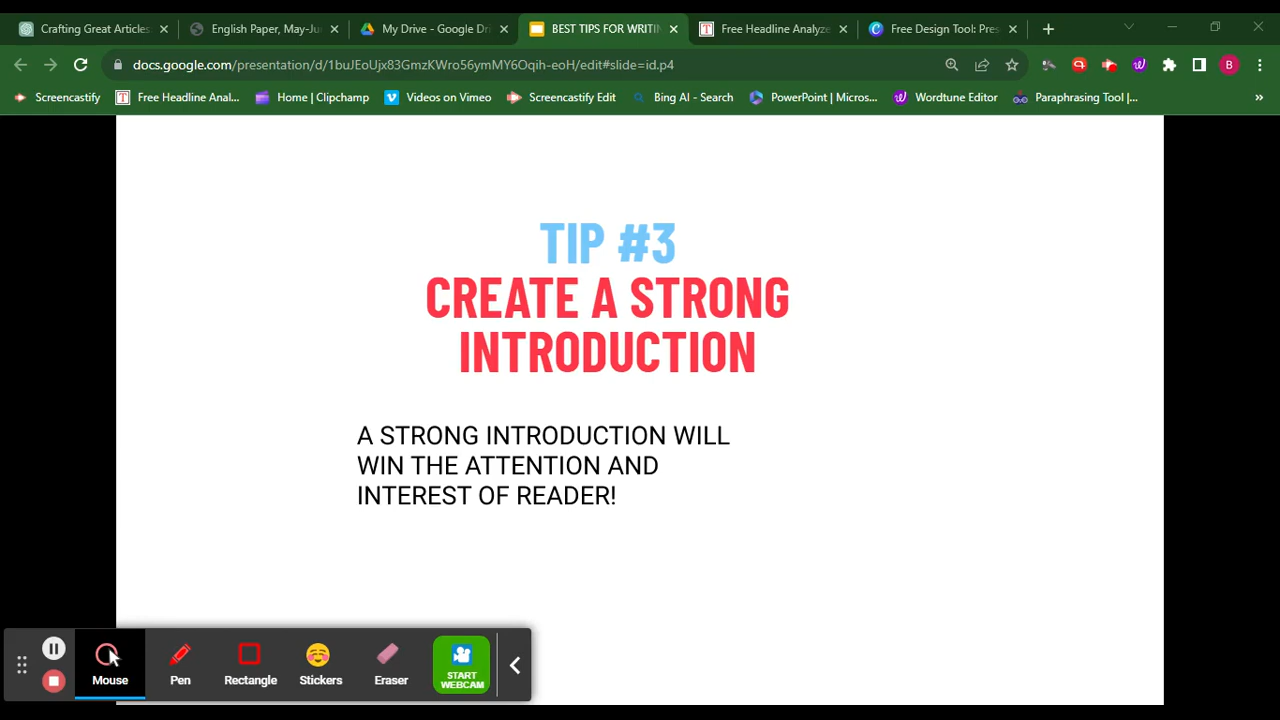 Crafting Great Articles
English Paper, May-Ju
My Drive - Google Dri
BEST TIPS FOR WRITIN
Free Headline Analyze
Free Design Tool: Pres
docs.google.com/presentation/d/1buJEoUjx83GmzKWro56ymMY6Oqih-eoH/edit#slide=id.p4
B
Screencastify
Free Headline Anal...
Home | Clipchamp
Videos on Vimeo
Screencastify Edit
Bing AI - Search
PowerPoint | Micros...
Wordtune Editor
Paraphrasing Tool |...
TIP #3
CREATE A STRONG
INTRODUCTION
A STRONG INTRODUCTION WILL
WIN THE ATTENTION AND
INTEREST OF READER!
Mouse
Pen
Rectangle
Stickers
Eraser
START
WEBCAM